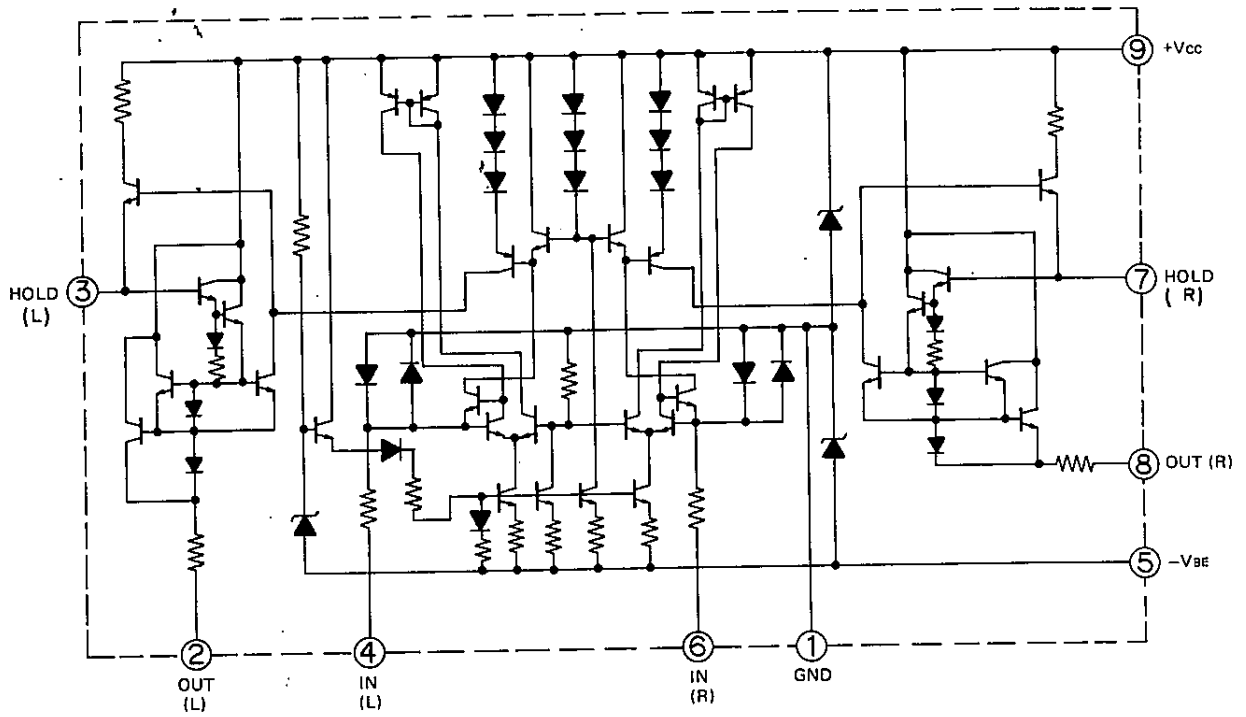 9 +Vcc
HOLD 3
(L)
7 HOLD
( R)
8 OUT (R)
5 -VBE
2
OUT
(L)
4
IN
(L)
6
IN
(R)
1
GND